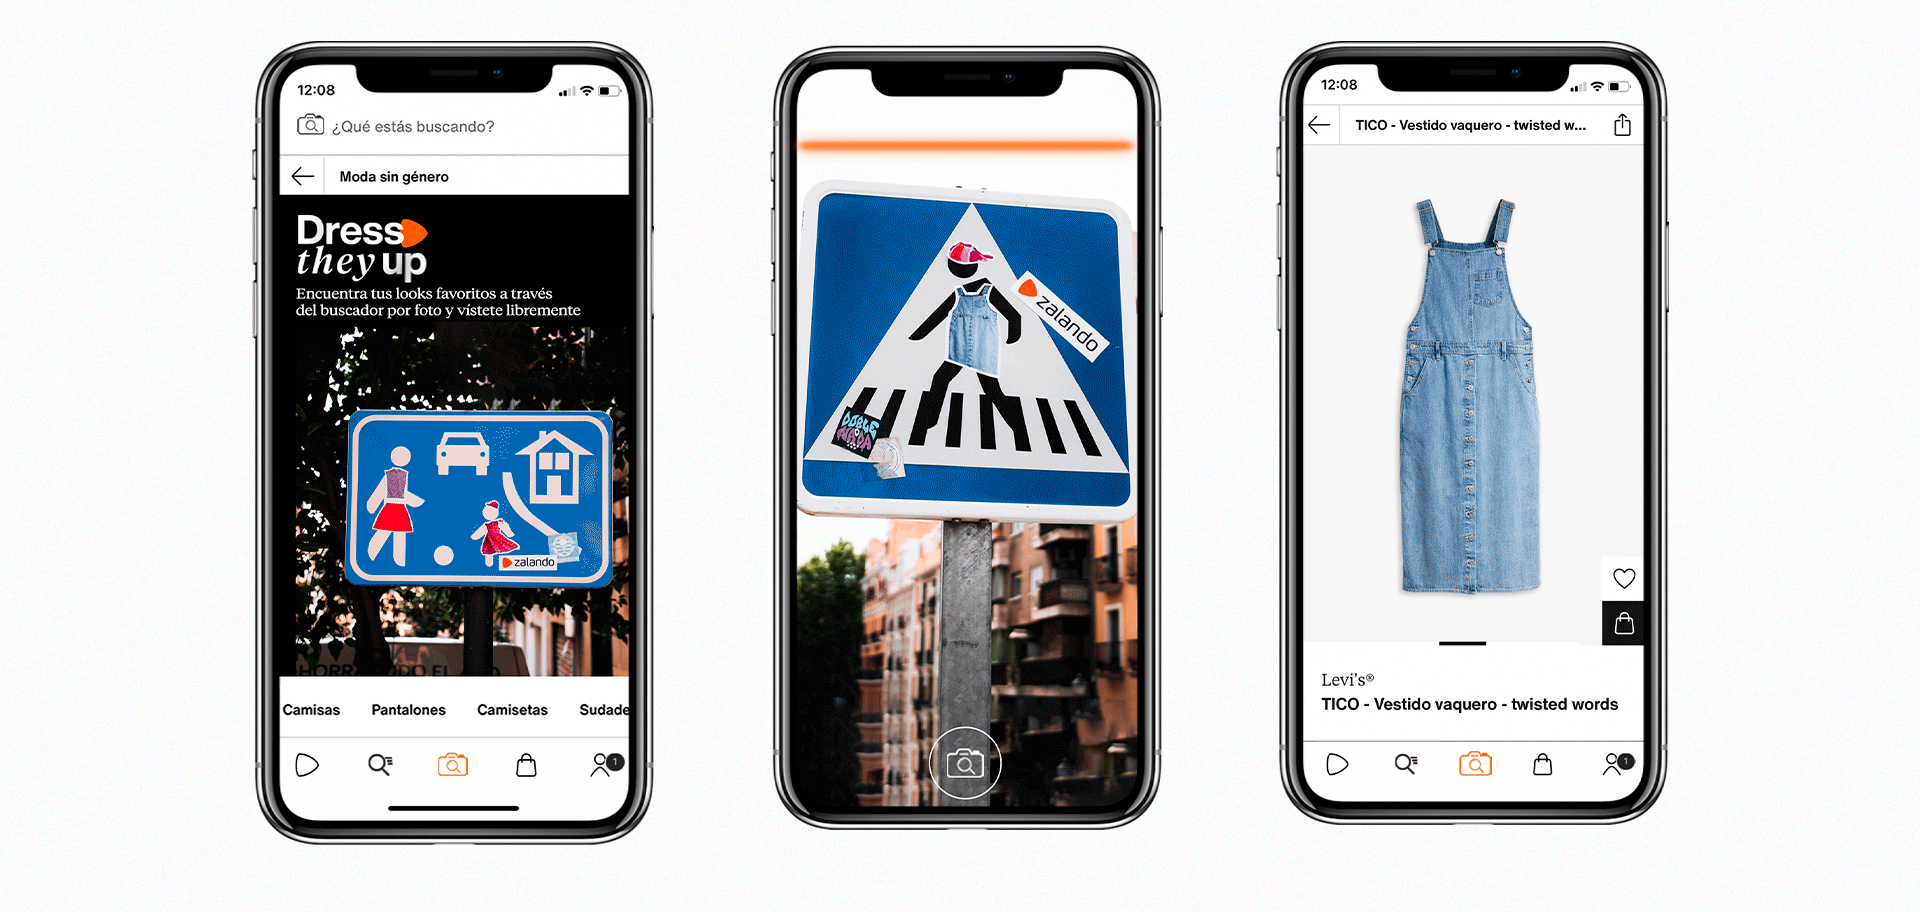 12:08
¿Qué estás buscando?
Moda sin género
Dress
they up
Encuentra tus looks favoritos a través
del buscador por foto y vístete libremente
zalando
Camisas Pantalones Camisetas Sudade
1
zalando
DOBLE
O
NADA
12:08
TICO - Vestido vaquero - twisted w...
Levi's®
TICO - Vestido vaquero - twisted words
1